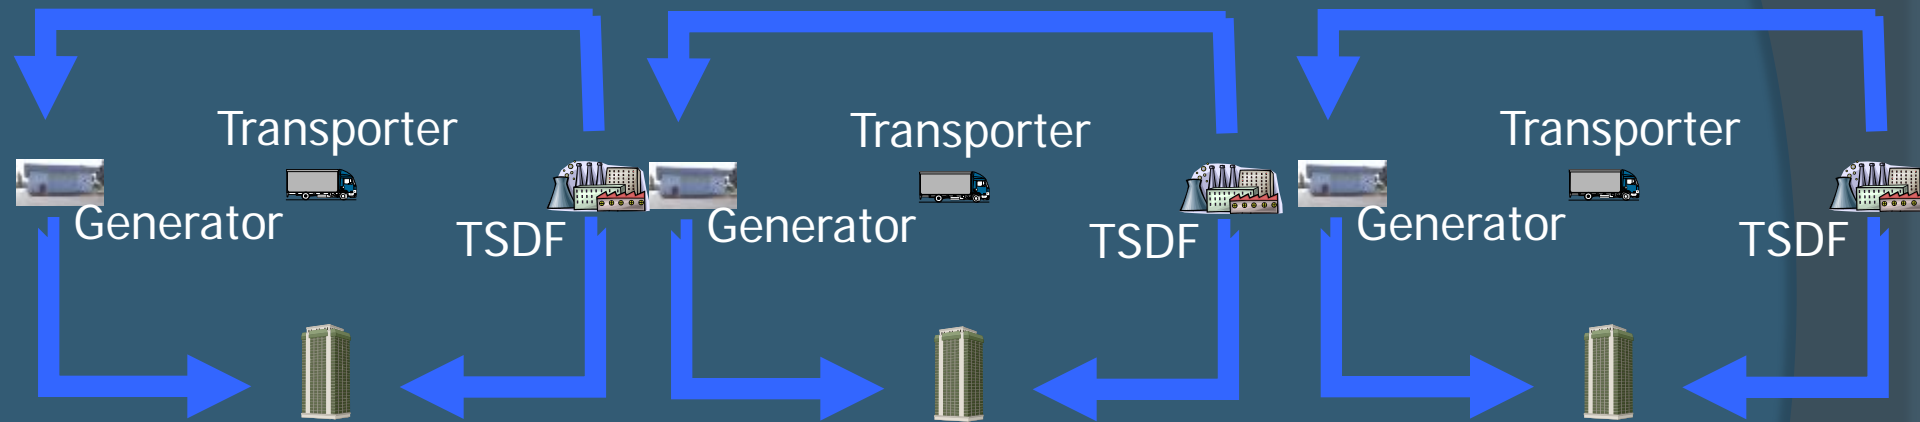 Transporter
Generator
TSDF
Transporter
Generator
TSDF
Transporter
Generator
TSDF